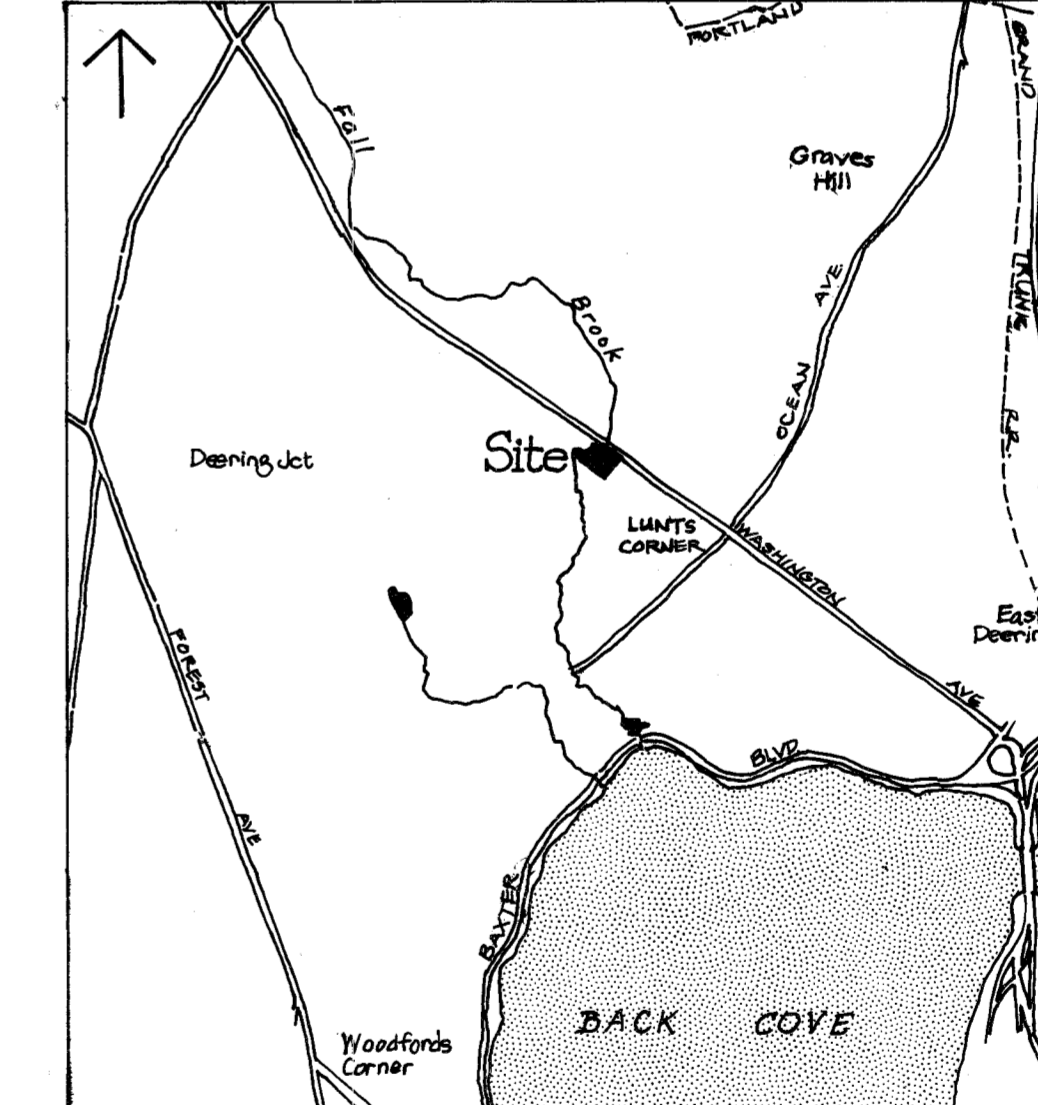 PORTLAND
GRAND
TRUNK
R.R.
Fall
Brook
Graves
Hill
OCEAN
AVE.
Deering Jct
Site
LUNTS
CORNER
WASHINGTON
AVE
East
Deerin
FOREST
AVE
BLVD
BAXTER
BACK COVE
Woodfords
Corner